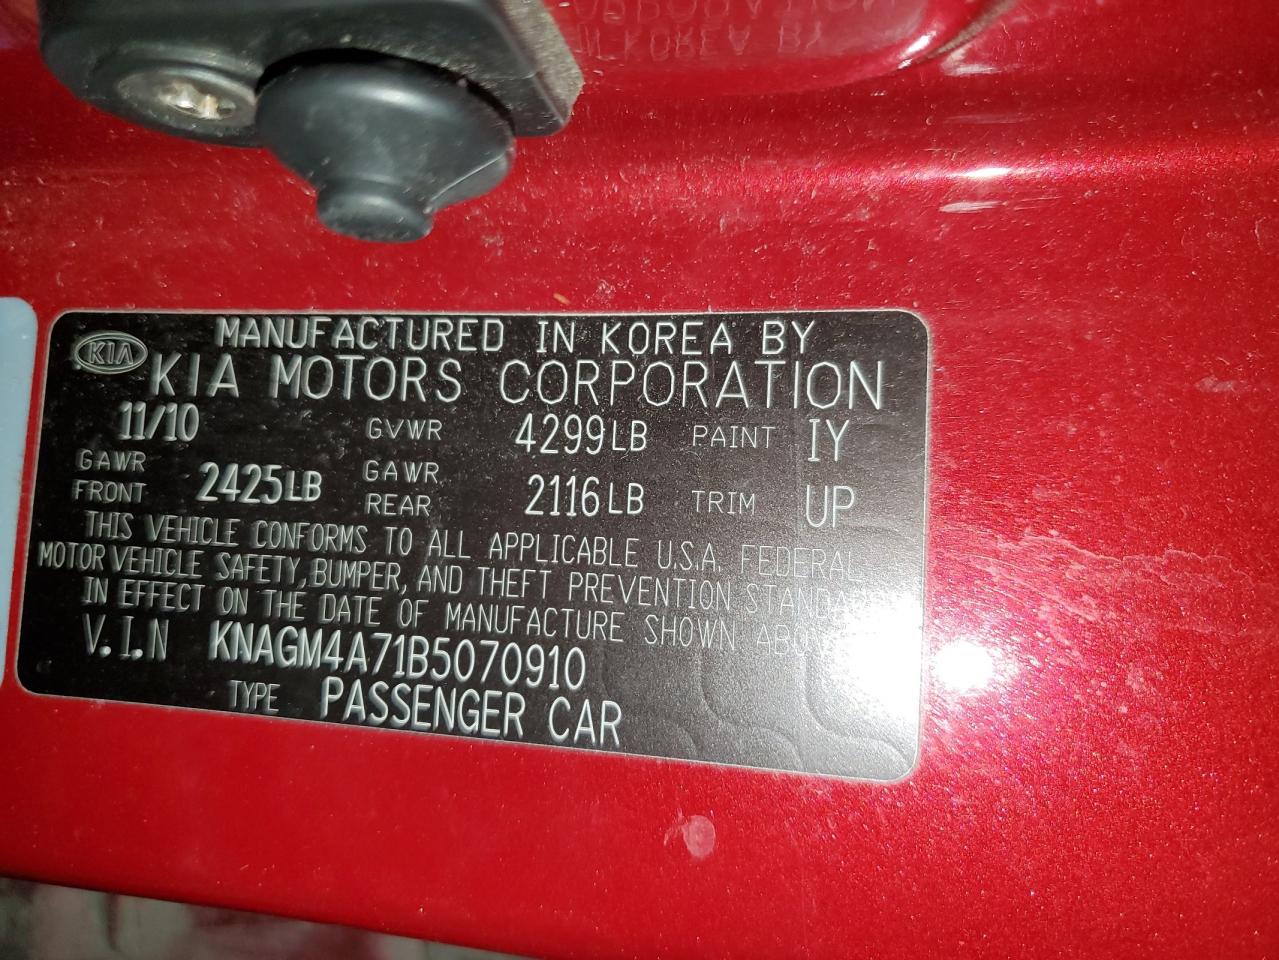 KIA
MANUFACTURED IN KOREA BY
KIA MOTORS CORPORATION
11/10 GVWR 4299LB PAINT IY
GAWR FRONT 2425LB GAWR REAR 2116LB TRIM UP
THIS VEHICLE CONFORMS TO ALL APPLICABLE U.S.A. FEDERAL
MOTOR VEHICLE SAFETY, BUMPER, AND THEFT PREVENTION
IN EFFECT ON THE DATE OF MANUFACTURE SHOWN
V.I.N KNAGM4A71B5070910
TYPE PASSENGER CAR